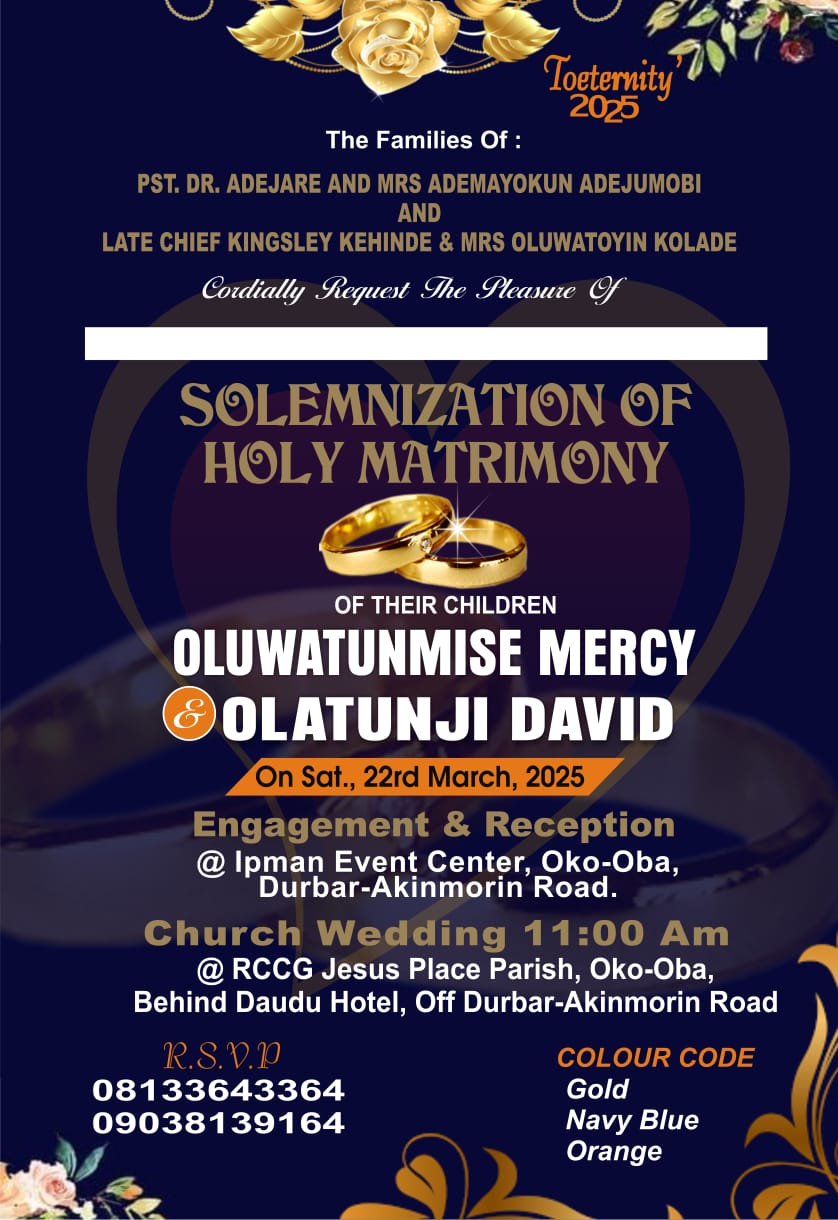 Toeternity'
2025
The Families Of :
PST. DR. ADEJARE AND MRS ADEMAYOKUN ADEJUMOBI
AND
LATE CHIEF KINGSLEY KEHINDE & MRS OLUWATOYIN KOLADE
Cordially Request The Pleasure Of
SOLEMNIZATION OF
HOLY MATRIMONY
OF THEIR CHILDREN
OLUWATUNMISE MERCY
& OLATUNJI DAVID
On Sat., 22rd March, 2025
Engagement & Reception
@ Ipman Event Center, Oko-Oba,
Durbar-Akinmorin Road.
Church Wedding 11:00 Am
@ RCCG Jesus Place Parish, Oko-Oba,
Behind Daudu Hotel, Off Durbar-Akinmorin Road
R.S.V.P
08133643364
09038139164
COLOUR CODE
Gold
Navy Blue
Orange